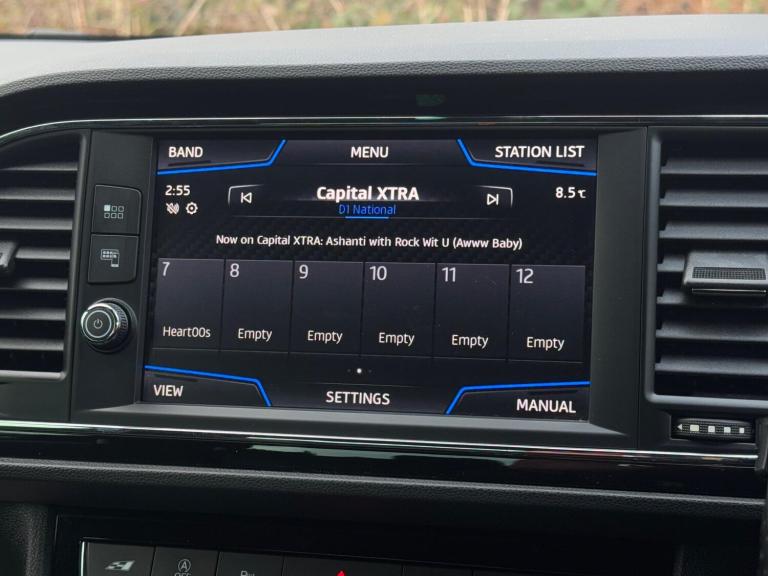 BAND MENU STATION LIST
2:55 Capital XTRA 8.5°C
D1 National
Now on Capital XTRA: Ashanti with Rock Wit U (Awww Baby)
7 8 9 10 11 12
Heart00s Empty Empty Empty Empty Empty
VIEW SETTINGS MANUAL
A
OFF